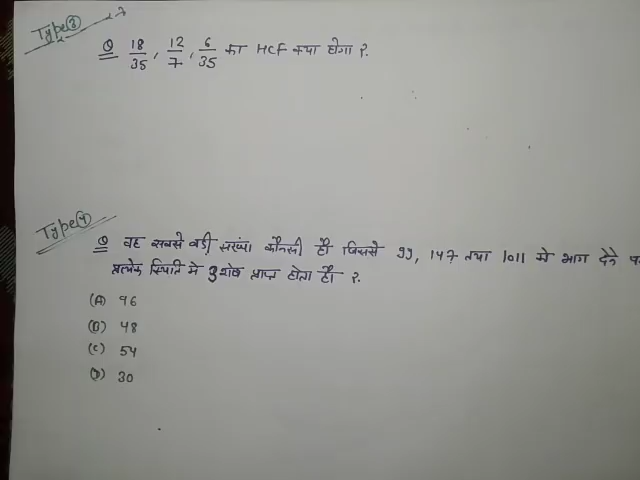 Type③
Q 18/35, 12/7, 6/35 का HCF क्या होगा ?.
Type④
Q वह सबसे बड़ी संख्या कौनसी है जिससे 99, 147 तथा 1011 मे भाग देने
प्रत्येक स्थिति मे 3 शेष प्राप्त होता है ?.
(A) 96
(B) 48
(C) 54
(D) 30